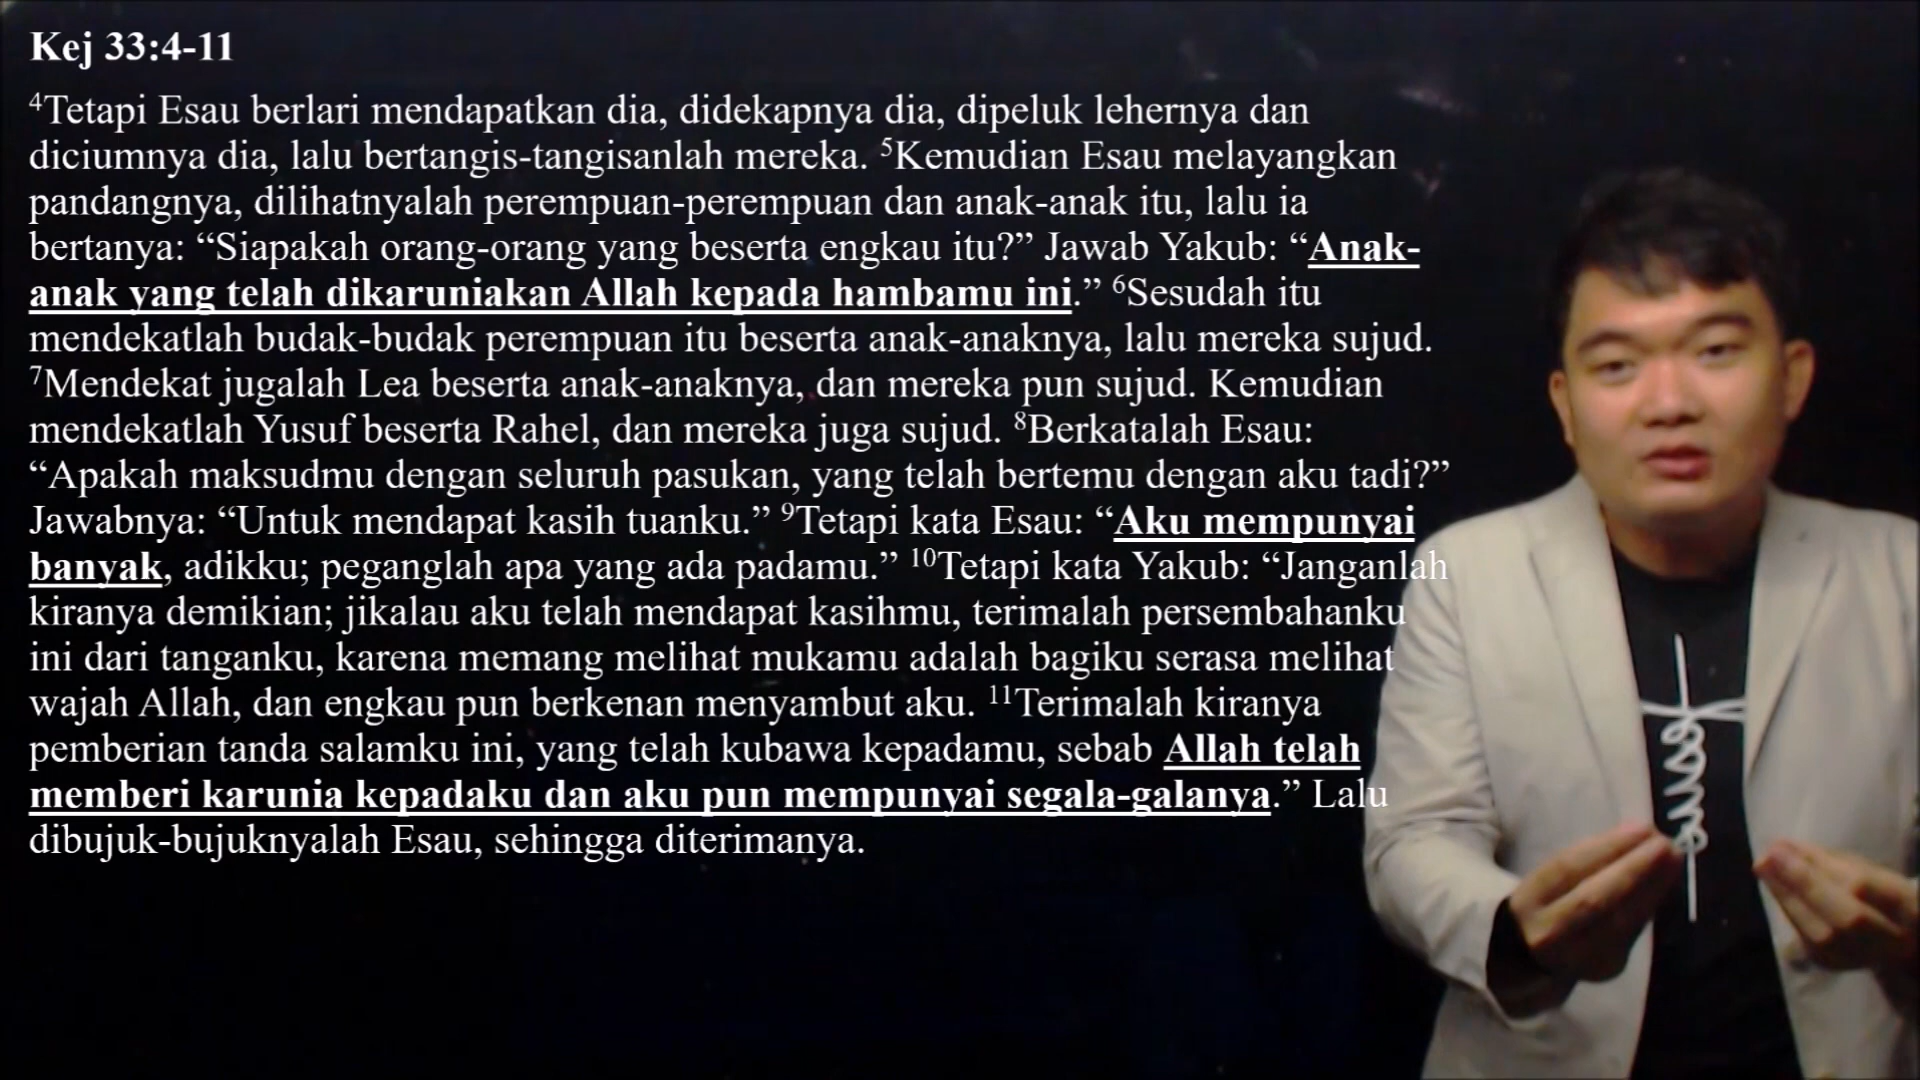 Kej 33:4-11
⁴Tetapi Esau berlari mendapatkan dia, didekapnya dia, dipeluk lehernya dan
diciumnya dia, lalu bertangis-tangisanlah mereka. ⁵Kemudian Esau melayangkan
pandangnya, dilihatnyalah perempuan-perempuan dan anak-anak itu, lalu ia
bertanya: “Siapakah orang-orang yang beserta engkau itu?” Jawab Yakub: “Anak-
anak yang telah dikaruniakan Allah kepada hambamu ini.” ⁶Sesudah itu
mendekatlah budak-budak perempuan itu beserta anak-anaknya, lalu mereka sujud.
⁷Mendekat jugalah Lea beserta anak-anaknya, dan mereka pun sujud. Kemudian
mendekatlah Yusuf beserta Rahel, dan mereka juga sujud. ⁸Berkatalah Esau:
“Apakah maksudmu dengan seluruh pasukan, yang telah bertemu dengan aku tadi?”
Jawabnya: “Untuk mendapat kasih tuanku.” ⁹Tetapi kata Esau: “Aku mempunyai
banyak, adikku; peganglah apa yang ada padamu.” ¹⁰Tetapi kata Yakub: “Janganlah
kiranya demikian; jikalau aku telah mendapat kasihmu, terimalah persembahanku
ini dari tanganku, karena memang melihat mukamu adalah bagiku serasa melihat
wajah Allah, dan engkau pun berkenan menyambut aku. ¹¹Terimalah kiranya
pemberian tanda salamku ini, yang telah kubawa kepadamu, sebab Allah telah
memberi karunia kepadaku dan aku pun mempunyai segala-galanya.” Lalu
dibujuk-bujuknyalah Esau, sehingga diterimanya.